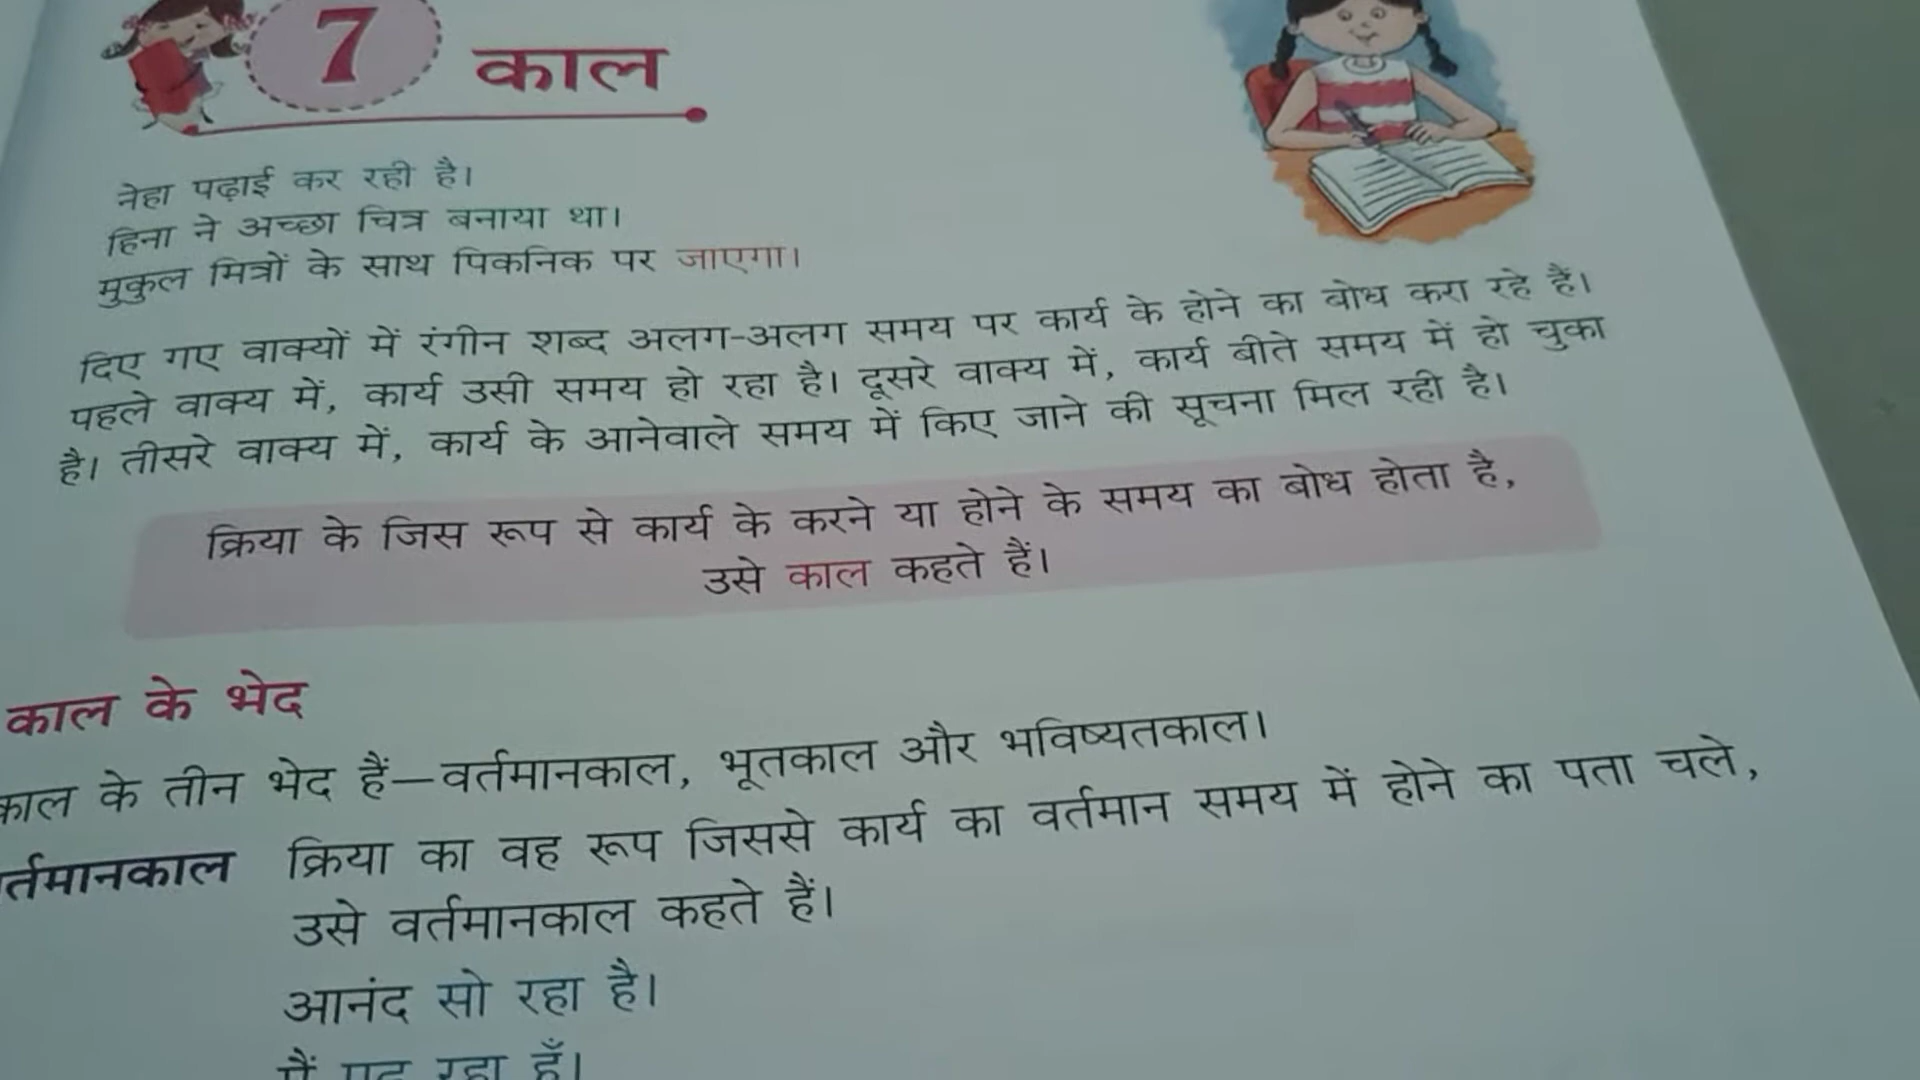 7 काल
नेहा पढ़ाई कर रही है।
हिना ने अच्छा चित्र बनाया था।
मुकुल मित्रों के साथ पिकनिक पर जाएगा।
दिए गए वाक्यों में रंगीन शब्द अलग-अलग समय पर कार्य के होने का बोध करा रहे हैं।
पहले वाक्य में, कार्य उसी समय हो रहा है। दूसरे वाक्य में, कार्य बीते समय में हो चुका
है। तीसरे वाक्य में, कार्य के आनेवाले समय में किए जाने की सूचना मिल रही है।
क्रिया के जिस रूप से कार्य के करने या होने के समय का बोध होता है,
उसे काल कहते हैं।
काल के भेद
काल के तीन भेद हैं—वर्तमानकाल, भूतकाल और भविष्यतकाल।
र्तमानकाल क्रिया का वह रूप जिससे कार्य का वर्तमान समय में होने का पता चले,
उसे वर्तमानकाल कहते हैं।
आनंद सो रहा है।
मैं पढ़ रहा हूँ।